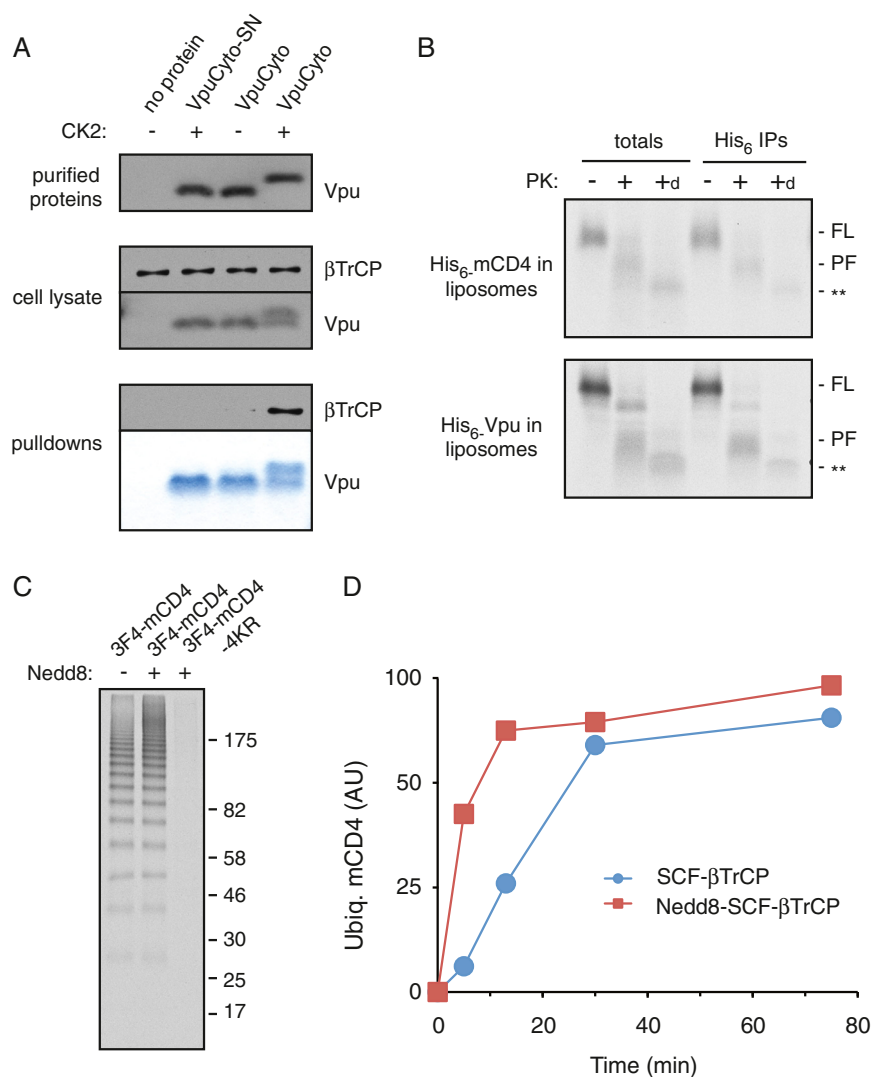 A
no protein
VpuCyto-SN
VpuCyto
VpuCyto
CK2: - + - +
purified proteins
Vpu
cell lysate
βTrCP
Vpu
pulldowns
βTrCP
Vpu
B
totals
His6 IPs
PK: - + +d - + +d
His6-mCD4 in liposomes
- FL
- PF
- **
His6-Vpu in liposomes
- FL
- PF
- **
C
3F4-mCD4
3F4-mCD4
3F4-mCD4 -4KR
Nedd8: - + +
- 175
- 82
- 58
- 46
- 30
- 25
- 17
D
Ubiq. mCD4 (AU)
100
50
25
0
0 20 40 60 80
Time (min)
SCF-βTrCP
Nedd8-SCF-βTrCP